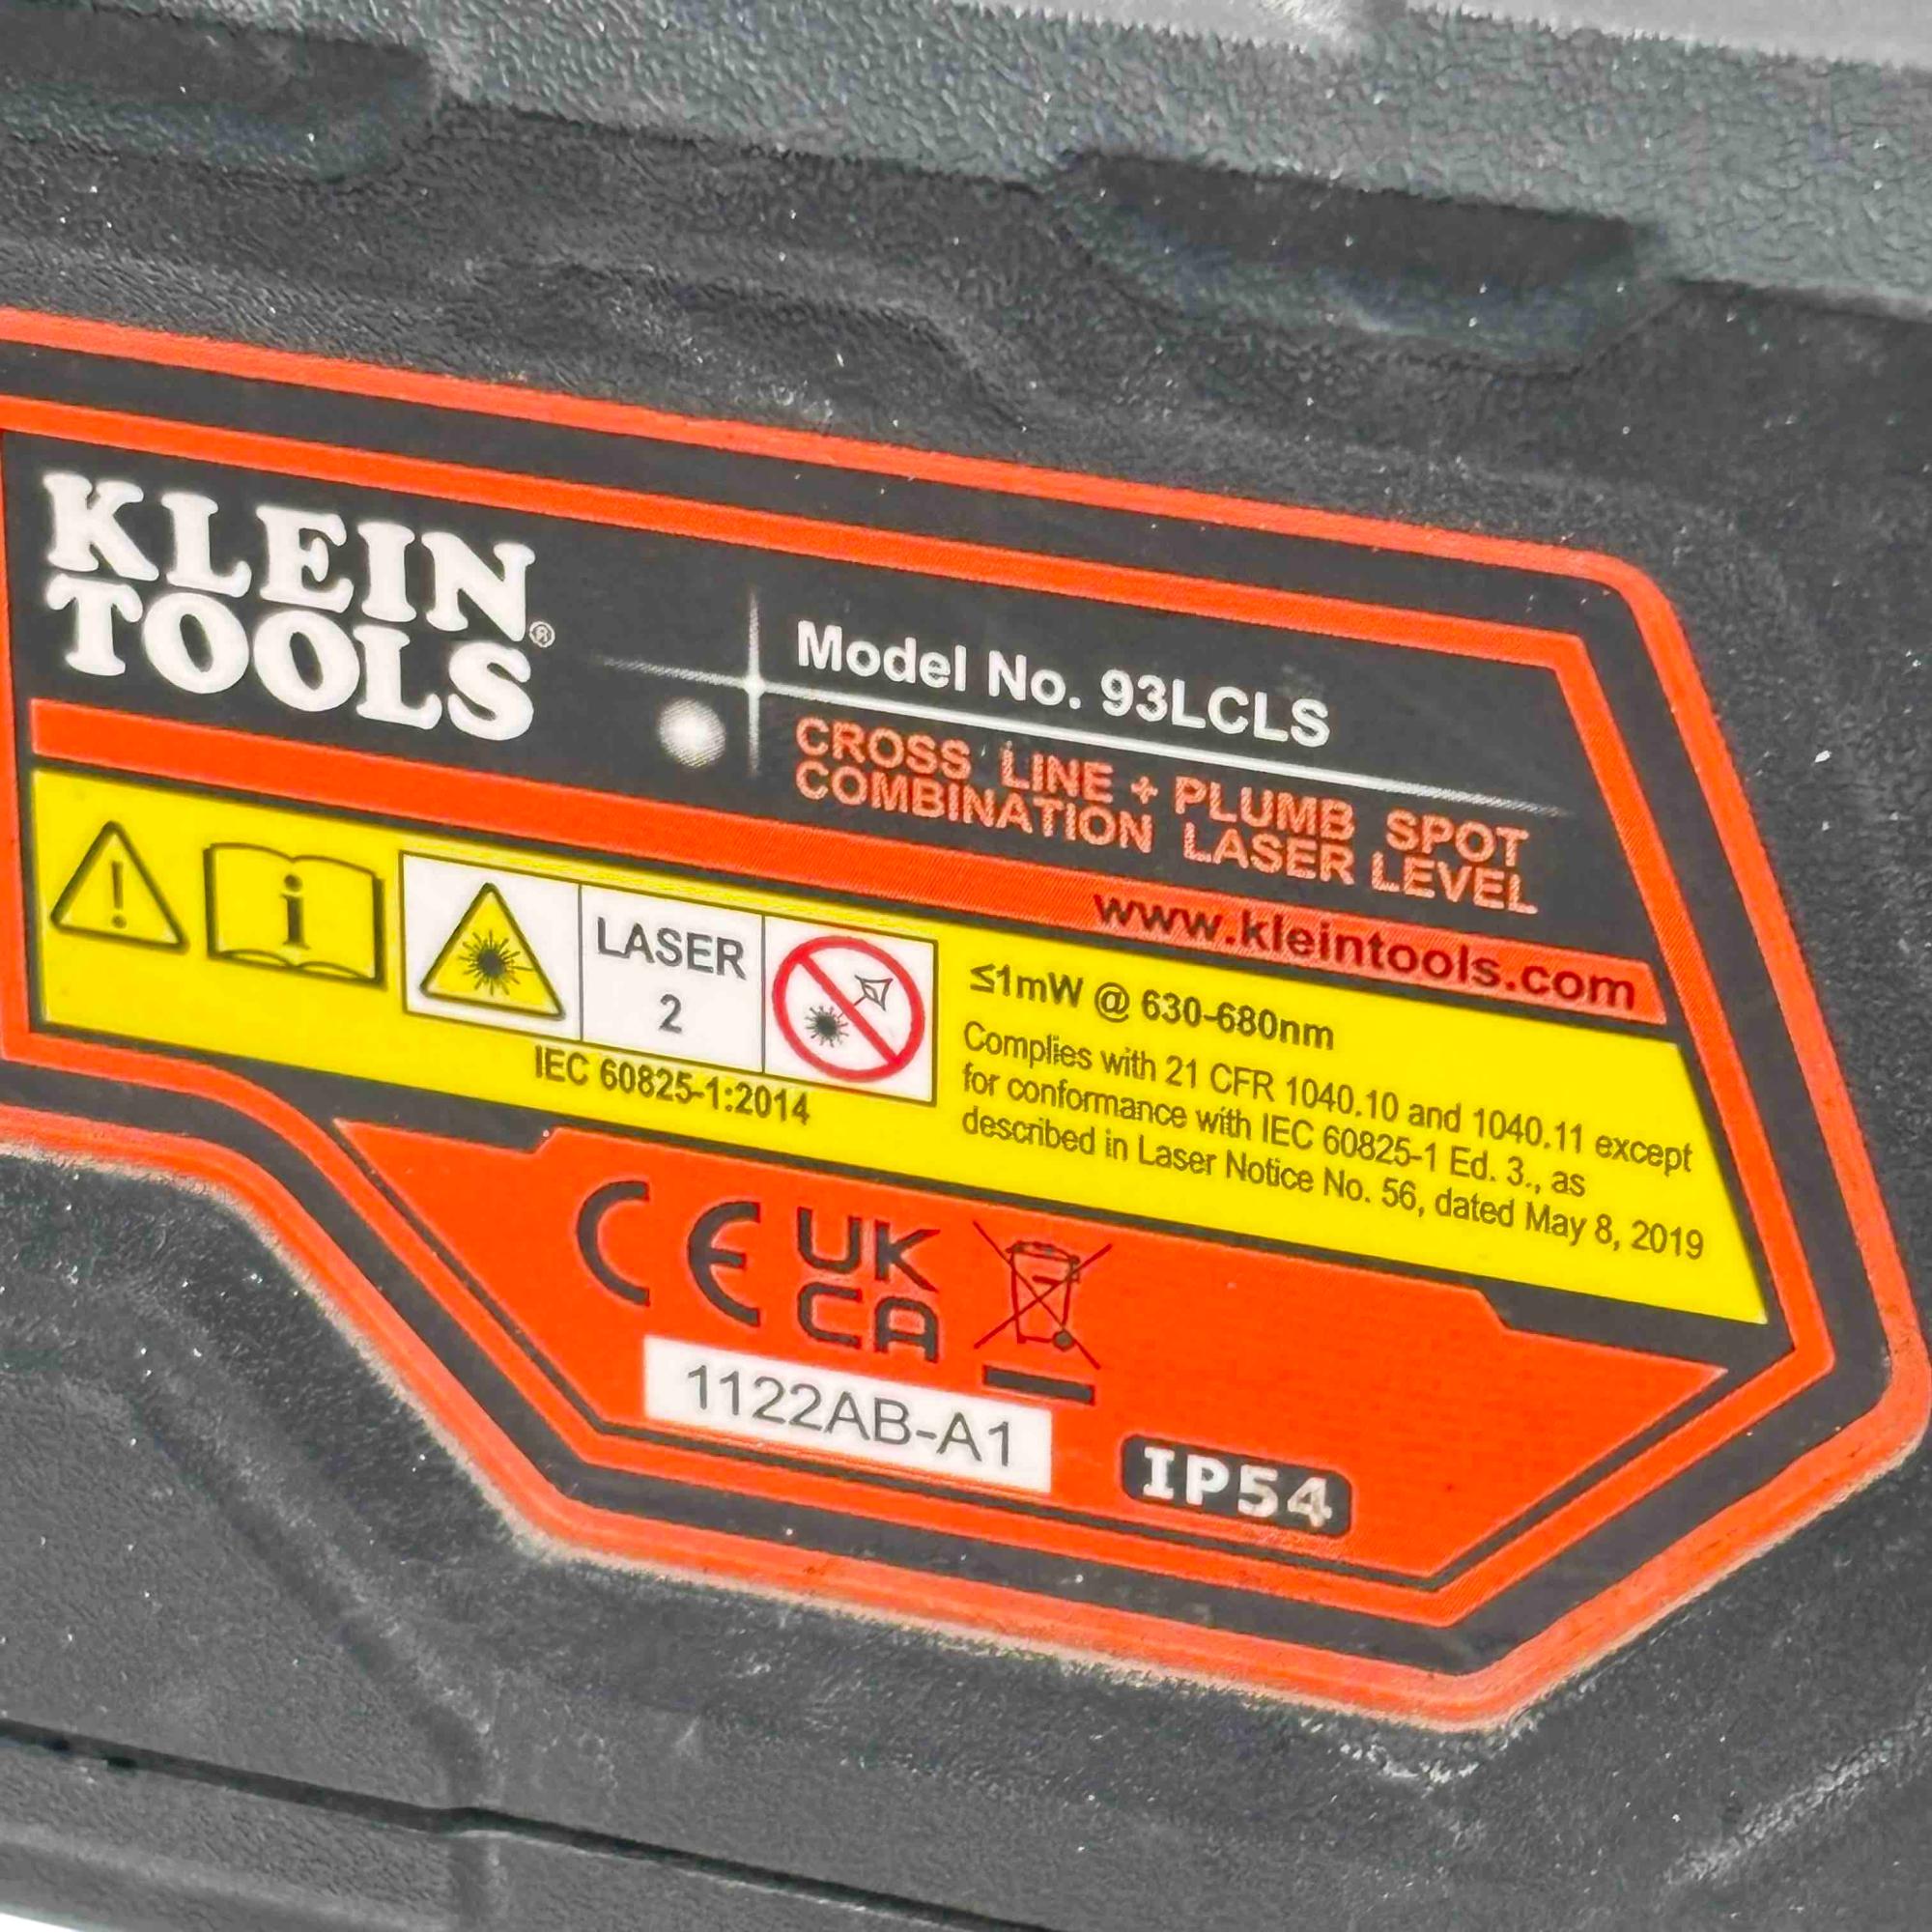 KLEIN
TOOLS®
Model No. 93LCLS
CROSS LINE + PLUMB SPOT
COMBINATION LASER LEVEL
www.kleintools.com
LASER
2
IEC 60825-1:2014
≤1mW @ 630-680nm
Complies with 21 CFR 1040.10 and 1040.11 except
for conformance with IEC 60825-1 Ed. 3., as
described in Laser Notice No. 56, dated May 8, 2019
CE
UK
CA
1122AB-A1
IP54